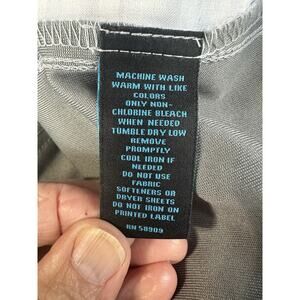 MACHINE WASH
WARM WITH LIKE
COLORS
ONLY NON-
CHLORINE BLEACH
WHEN NEEDED
TUMBLE DRY LOW
REMOVE
PROMPTLY
COOL IRON IF
NEEDED
DO NOT USE
FABRIC
SOFTENERS OR
DRYER SHEETS
DO NOT IRON ON
PRINTED LABEL
RN 58909